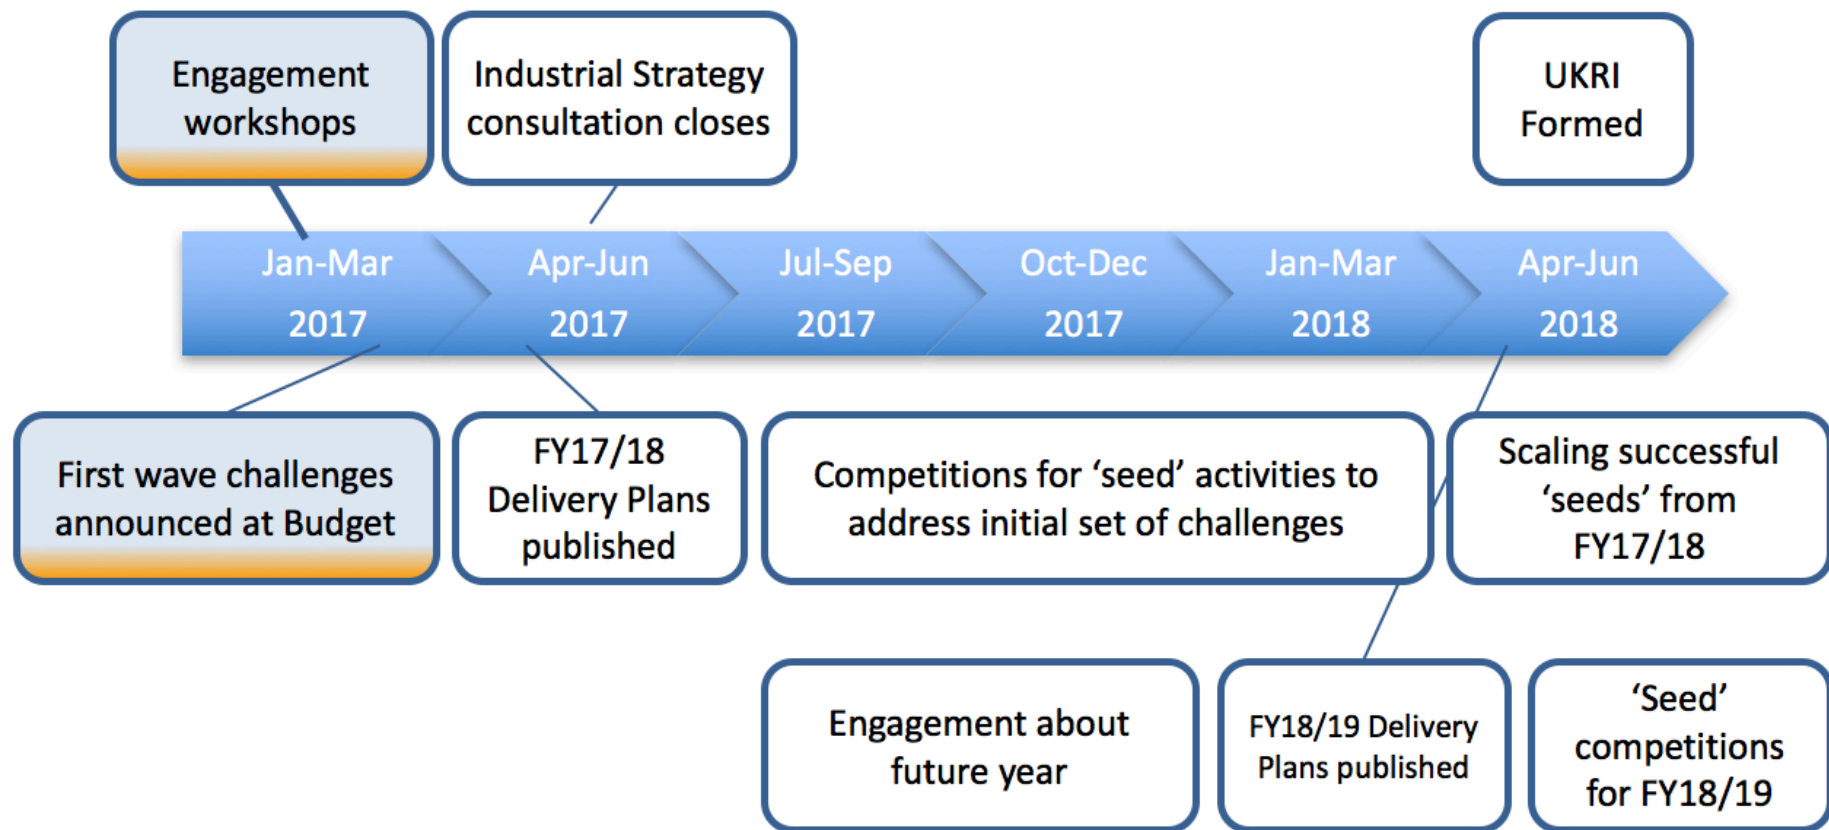 Engagement
workshops
Industrial Strategy
consultation closes
UKRI
Formed
Jan-Mar
2017
Apr-Jun
2017
Jul-Sep
2017
Oct-Dec
2017
Jan-Mar
2018
Apr-Jun
2018
First wave challenges
announced at Budget
FY17/18
Delivery Plans
published
Competitions for ‘seed’ activities to
address initial set of challenges
Scaling successful
‘seeds’ from
FY17/18
Engagement about
future year
FY18/19 Delivery
Plans published
‘Seed’
competitions
for FY18/19